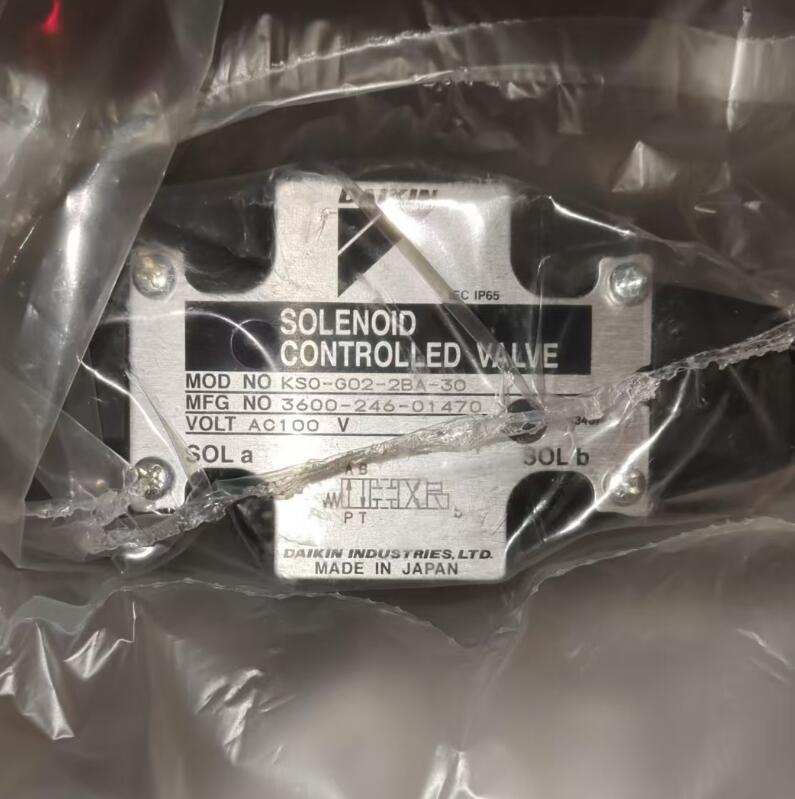 DAIKIN
IEC IP65
SOLENOID
CONTROLLED VALVE
MOD NO KSO-G02-2BA-30
MFG NO 3600-246-01470
VOLT AC100 V
SOL a
SOL b
A B
P T
b
DAIKIN INDUSTRIES, LTD.
MADE IN JAPAN